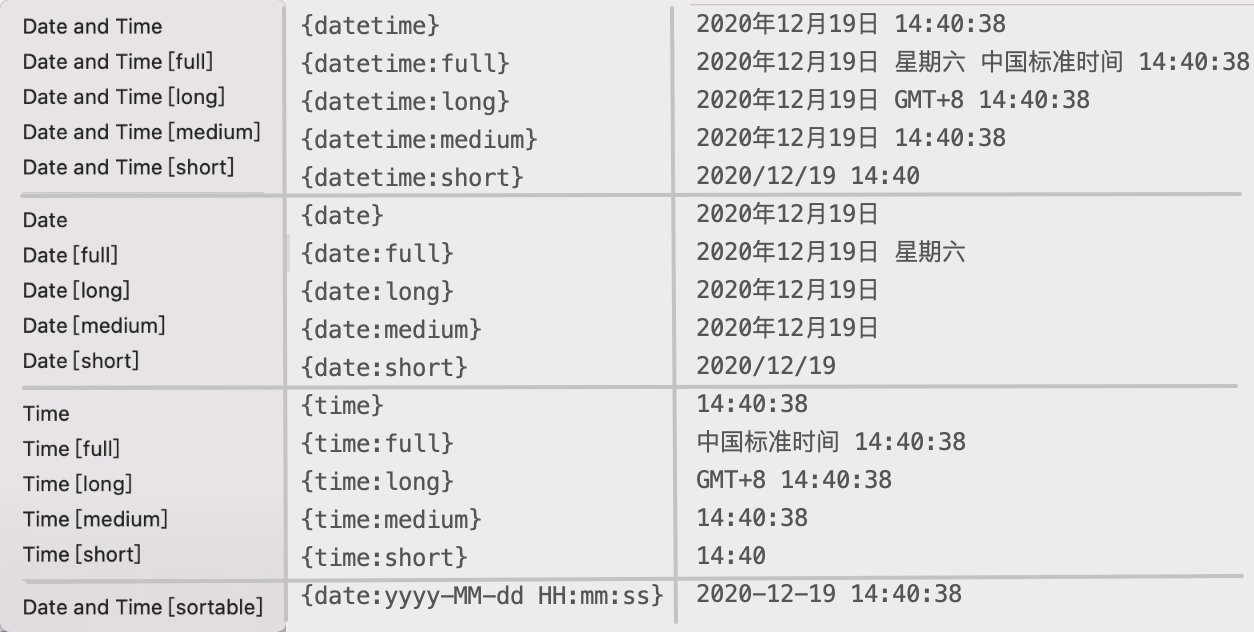 Date and Time {datetime} 2020年12月19日 14:40:38
Date and Time [full] {datetime:full} 2020年12月19日 星期六 中国标准时间 14:40:38
Date and Time [long] {datetime:long} 2020年12月19日 GMT+8 14:40:38
Date and Time [medium] {datetime:medium} 2020年12月19日 14:40:38
Date and Time [short] {datetime:short} 2020/12/19 14:40
Date {date} 2020年12月19日
Date [full] {date:full} 2020年12月19日 星期六
Date [long] {date:long} 2020年12月19日
Date [medium] {date:medium} 2020年12月19日
Date [short] {date:short} 2020/12/19
Time {time} 14:40:38
Time [full] {time:full} 中国标准时间 14:40:38
Time [long] {time:long} GMT+8 14:40:38
Time [medium] {time:medium} 14:40:38
Time [short] {time:short} 14:40
Date and Time [sortable] {date:yyyy-MM-dd HH:mm:ss} 2020-12-19 14:40:38